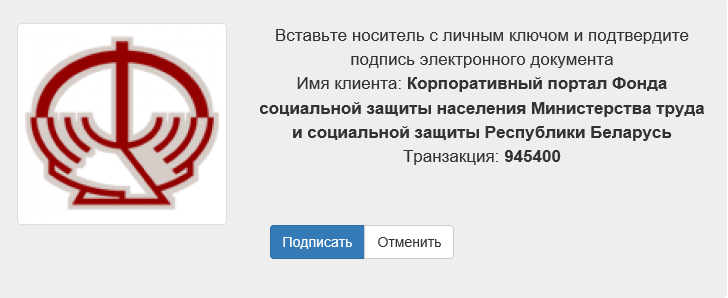 Вставьте носитель с личным ключом и подтвердите
подпись электронного документа
Имя клиента: Корпоративный портал Фонда
социальной защиты населения Министерства труда
и социальной защиты Республики Беларусь
Транзакция: 945400
Подписать
Отменить